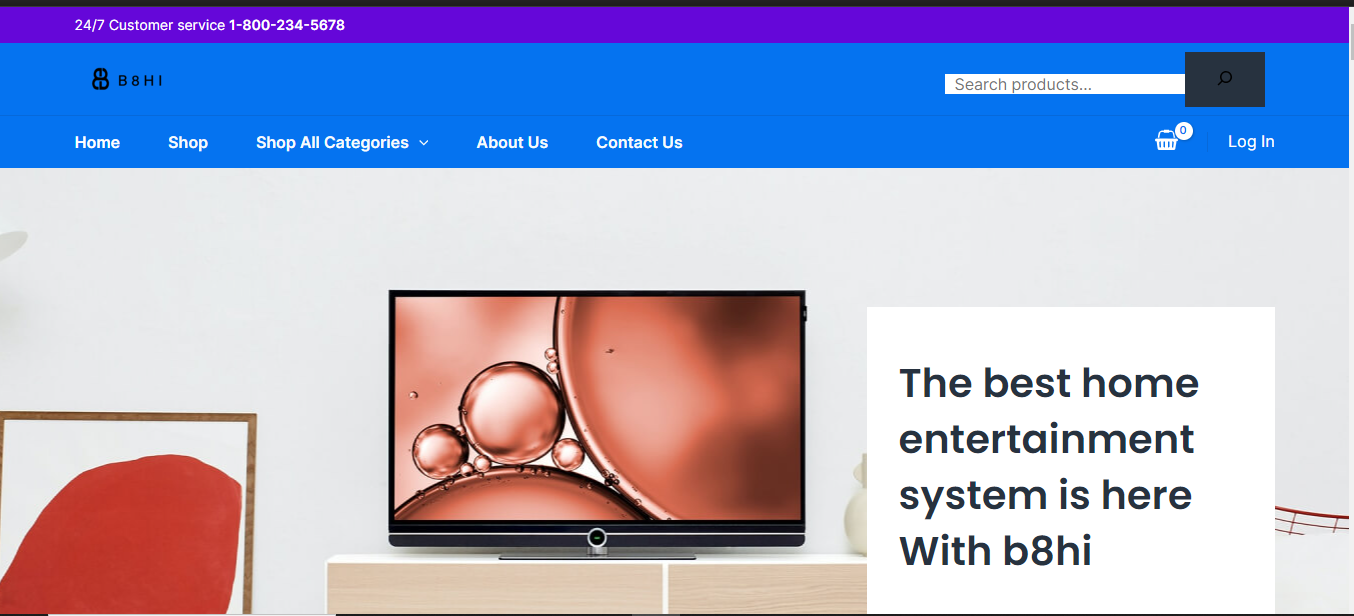 24/7 Customer service 1-800-234-5678
B8HI
Search products...
Home Shop Shop All Categories About Us Contact Us 0 Log In
The best home
entertainment
system is here
With b8hi